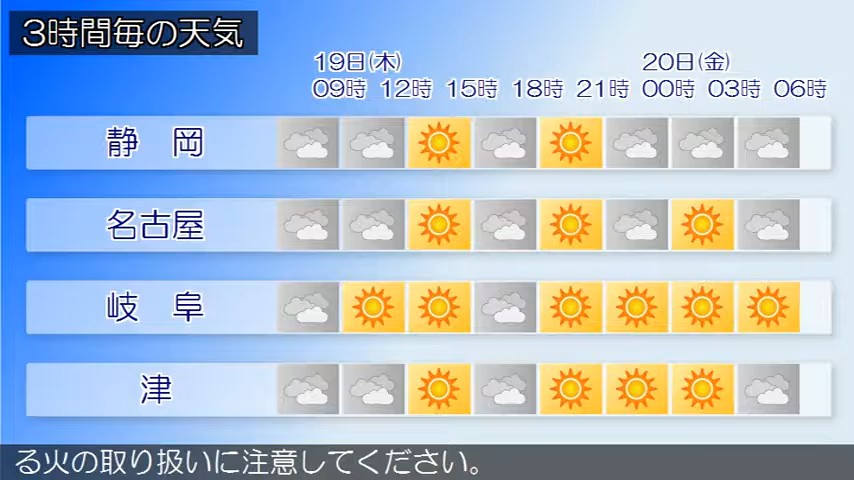 3時間毎の天気
19日(木) 20日(金)
09時 12時 15時 18時 21時 00時 03時 06時
静　岡
名古屋
岐　阜
津
る火の取り扱いに注意してください。